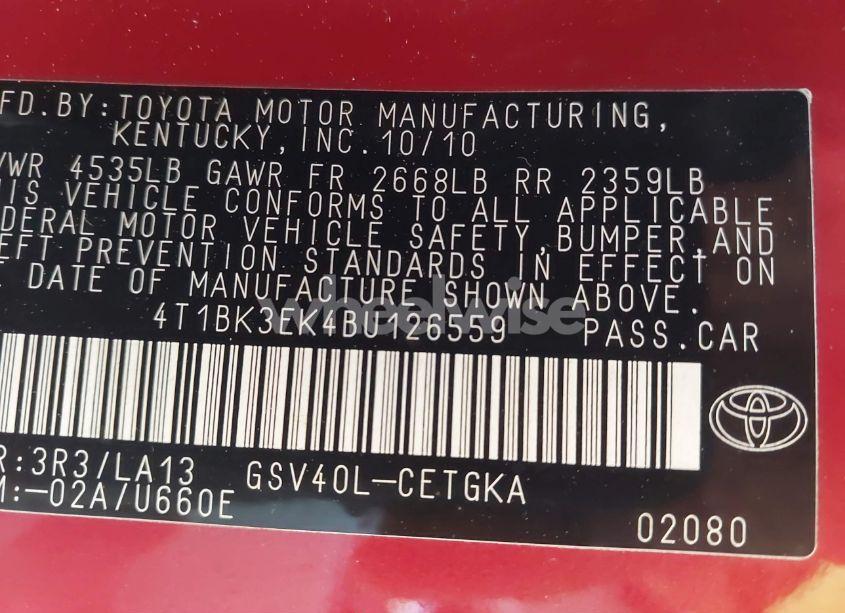 FD. BY: TOYOTA MOTOR MANUFACTURING,
KENTUCKY, INC. 10/10
VWR 4535LB GAWR FR 2668LB RR 2359LB
IS VEHICLE CONFORMS TO ALL APPLICABLE
DERAL MOTOR VEHICLE SAFETY, BUMPER, AND
EFT PREVENTION STANDARDS IN EFFECT ON
E DATE OF MANUFACTURE SHOWN ABOVE.
wheelwise
4T1BK3EK4BU126559 PASS. CAR
R:3R3/LA13 GSV40L-CETGKA
M:-02A/U660E
02080